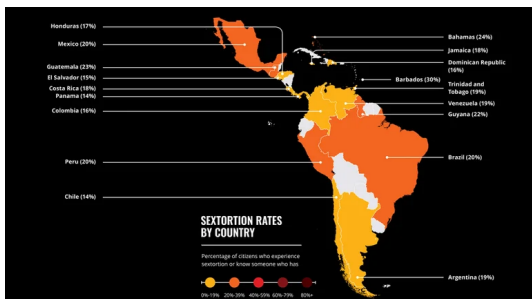 Honduras (17%)
Mexico (20%)
Guatemala (23%)
El Salvador (15%)
Costa Rica (18%)
Panama (14%)
Colombia (16%)
Peru (20%)
Chile (14%)
Bahamas (24%)
Jamaica (18%)
Dominican Republic
(16%)
Barbados (30%)
Trinidad and
Tobago (19%)
Venezuela (19%)
Guyana (22%)
Brazil (20%)
Argentina (19%)
SEXTORTION RATES
BY COUNTRY
Percentage of citizens who experience
sextortion or know someone who has
0%-19% 20%-39% 40%-59% 60%-79% 80%+